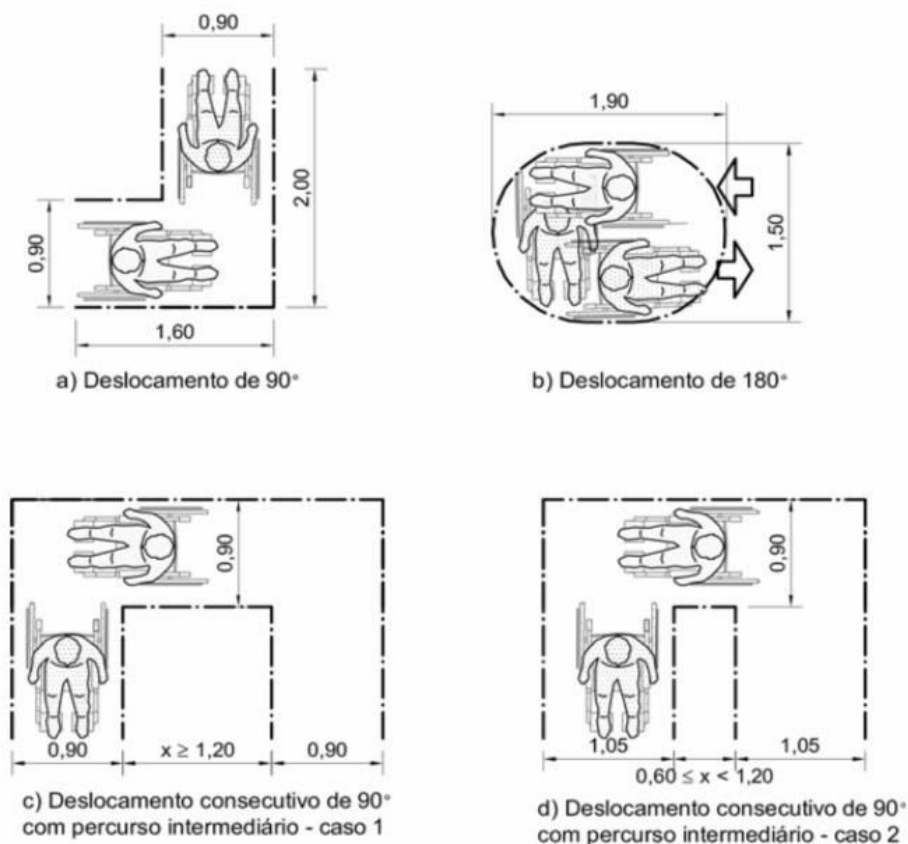 0,90
2,00
0,90
1,60
a) Deslocamento de 90°
1,90
1,50
b) Deslocamento de 180°
0,90
0,90
x ≥ 1,20
0,90
c) Deslocamento consecutivo de 90°
com percurso intermediário - caso 1
0,90
1,05
1,05
0,60 ≤ x < 1,20
d) Deslocamento consecutivo de 90°
com percurso intermediário - caso 2